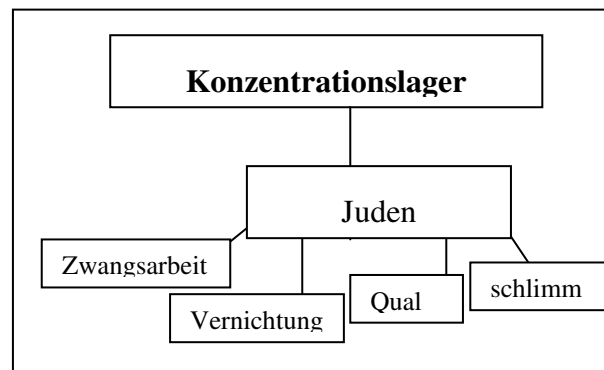 Konzentrationslager
Juden
Zwangsarbeit
Vernichtung
Qual
schlimm